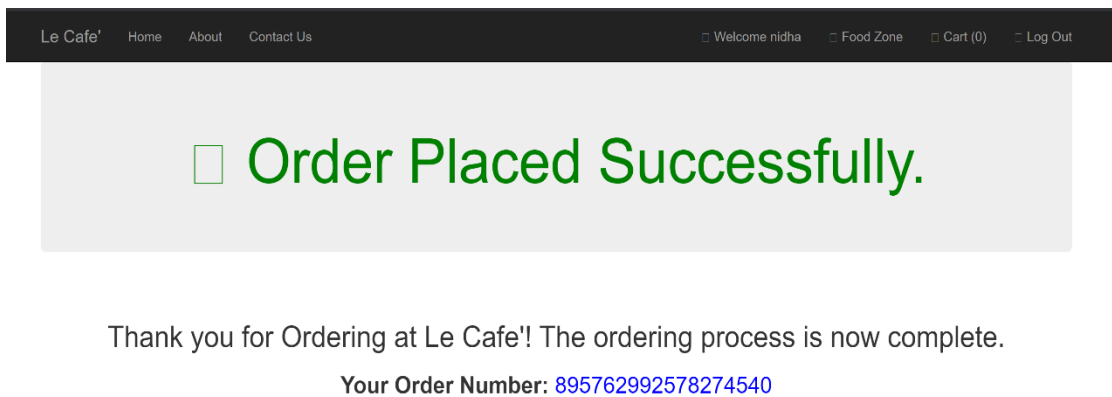 Le Cafe' Home About Contact Us Welcome nidha Food Zone Cart (0) Log Out
Order Placed Successfully.
Thank you for Ordering at Le Cafe'! The ordering process is now complete.
Your Order Number: 895762992578274540